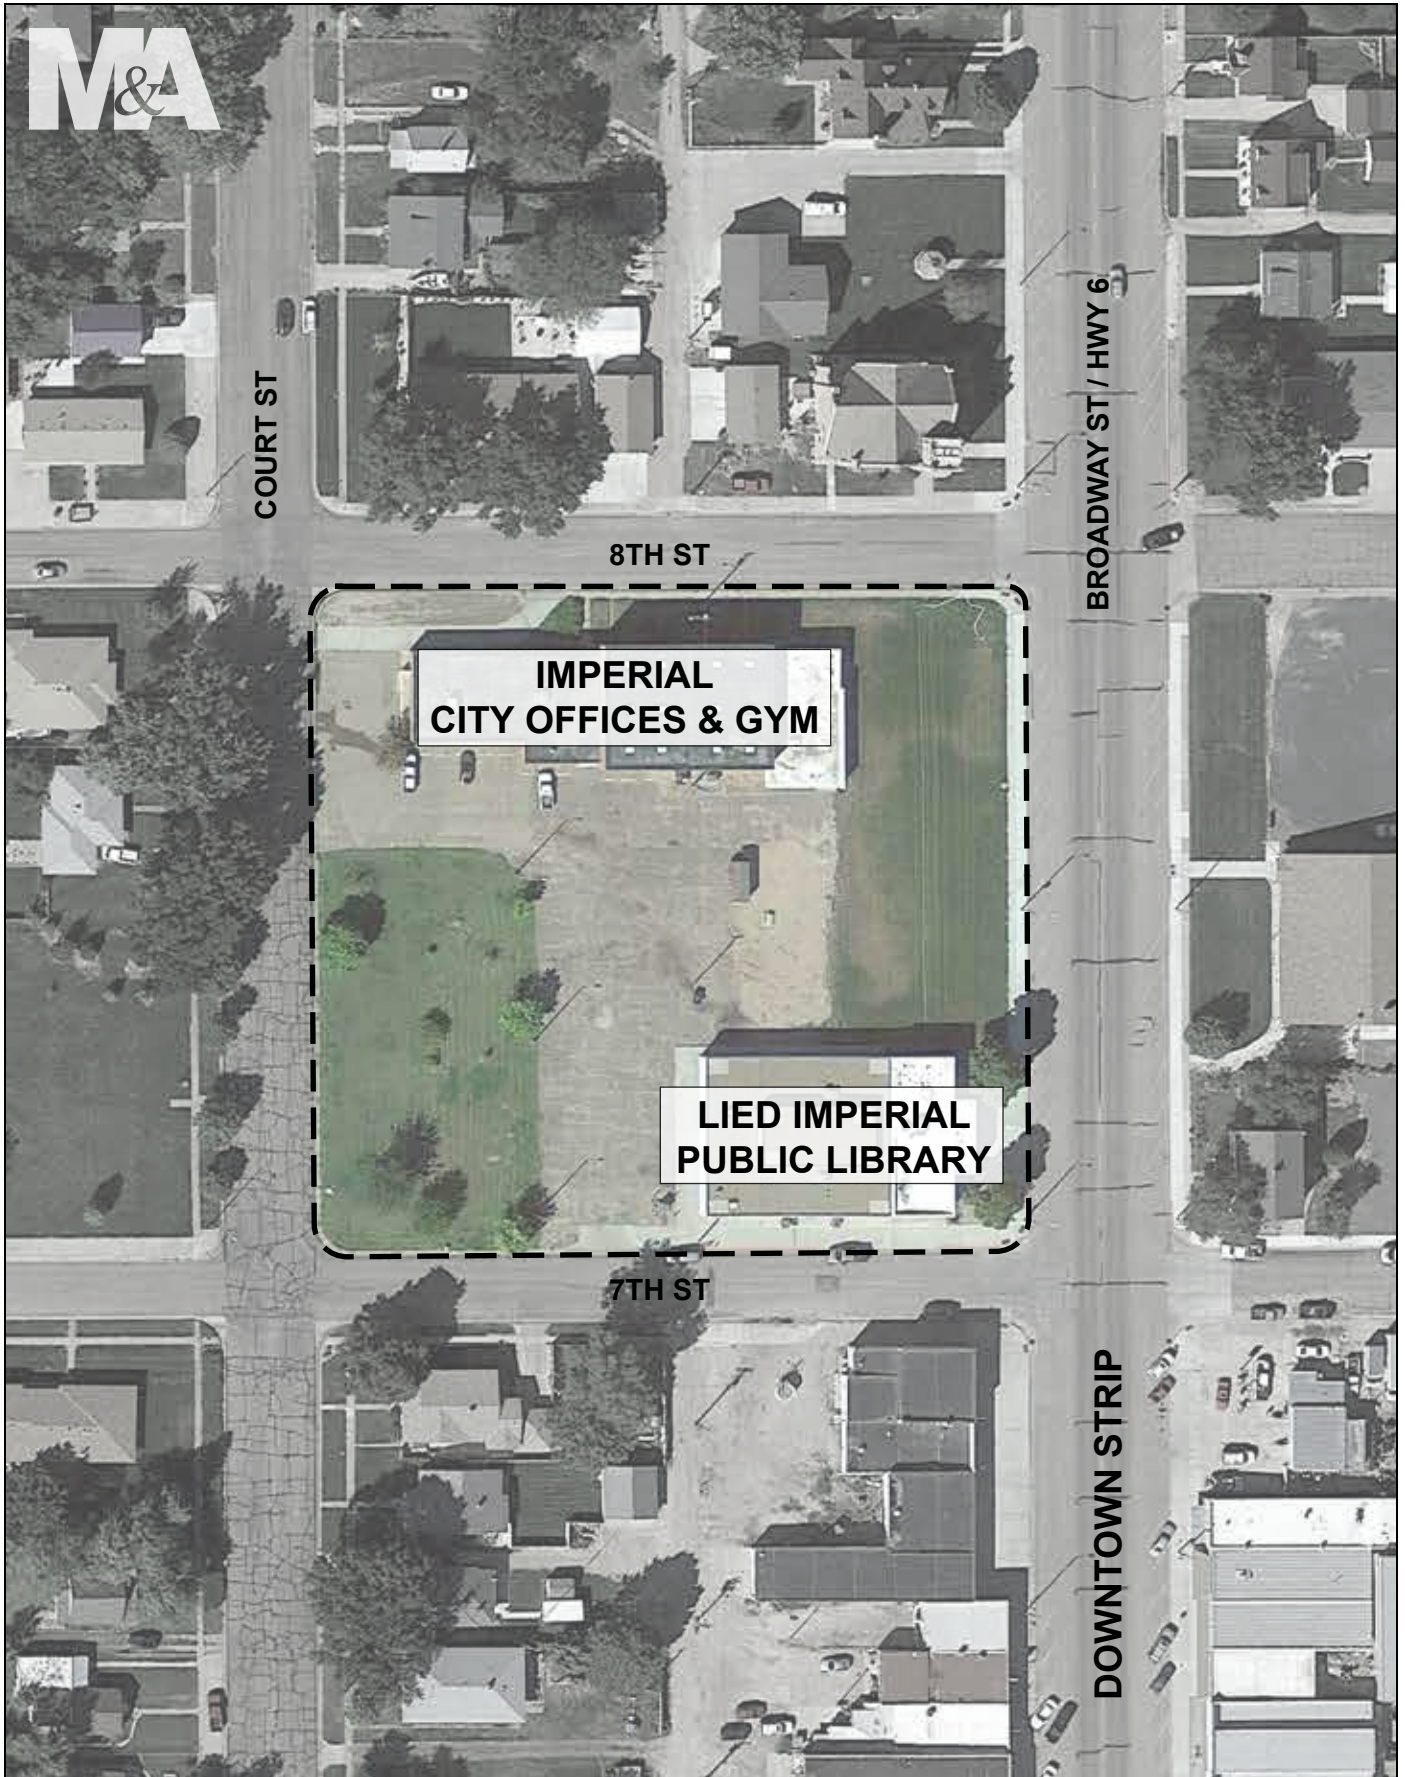 M&A
COURT ST
BROADWAY ST / HWY 6
8TH ST
IMPERIAL
CITY OFFICES & GYM
LIED IMPERIAL
PUBLIC LIBRARY
7TH ST
DOWNTOWN STRIP